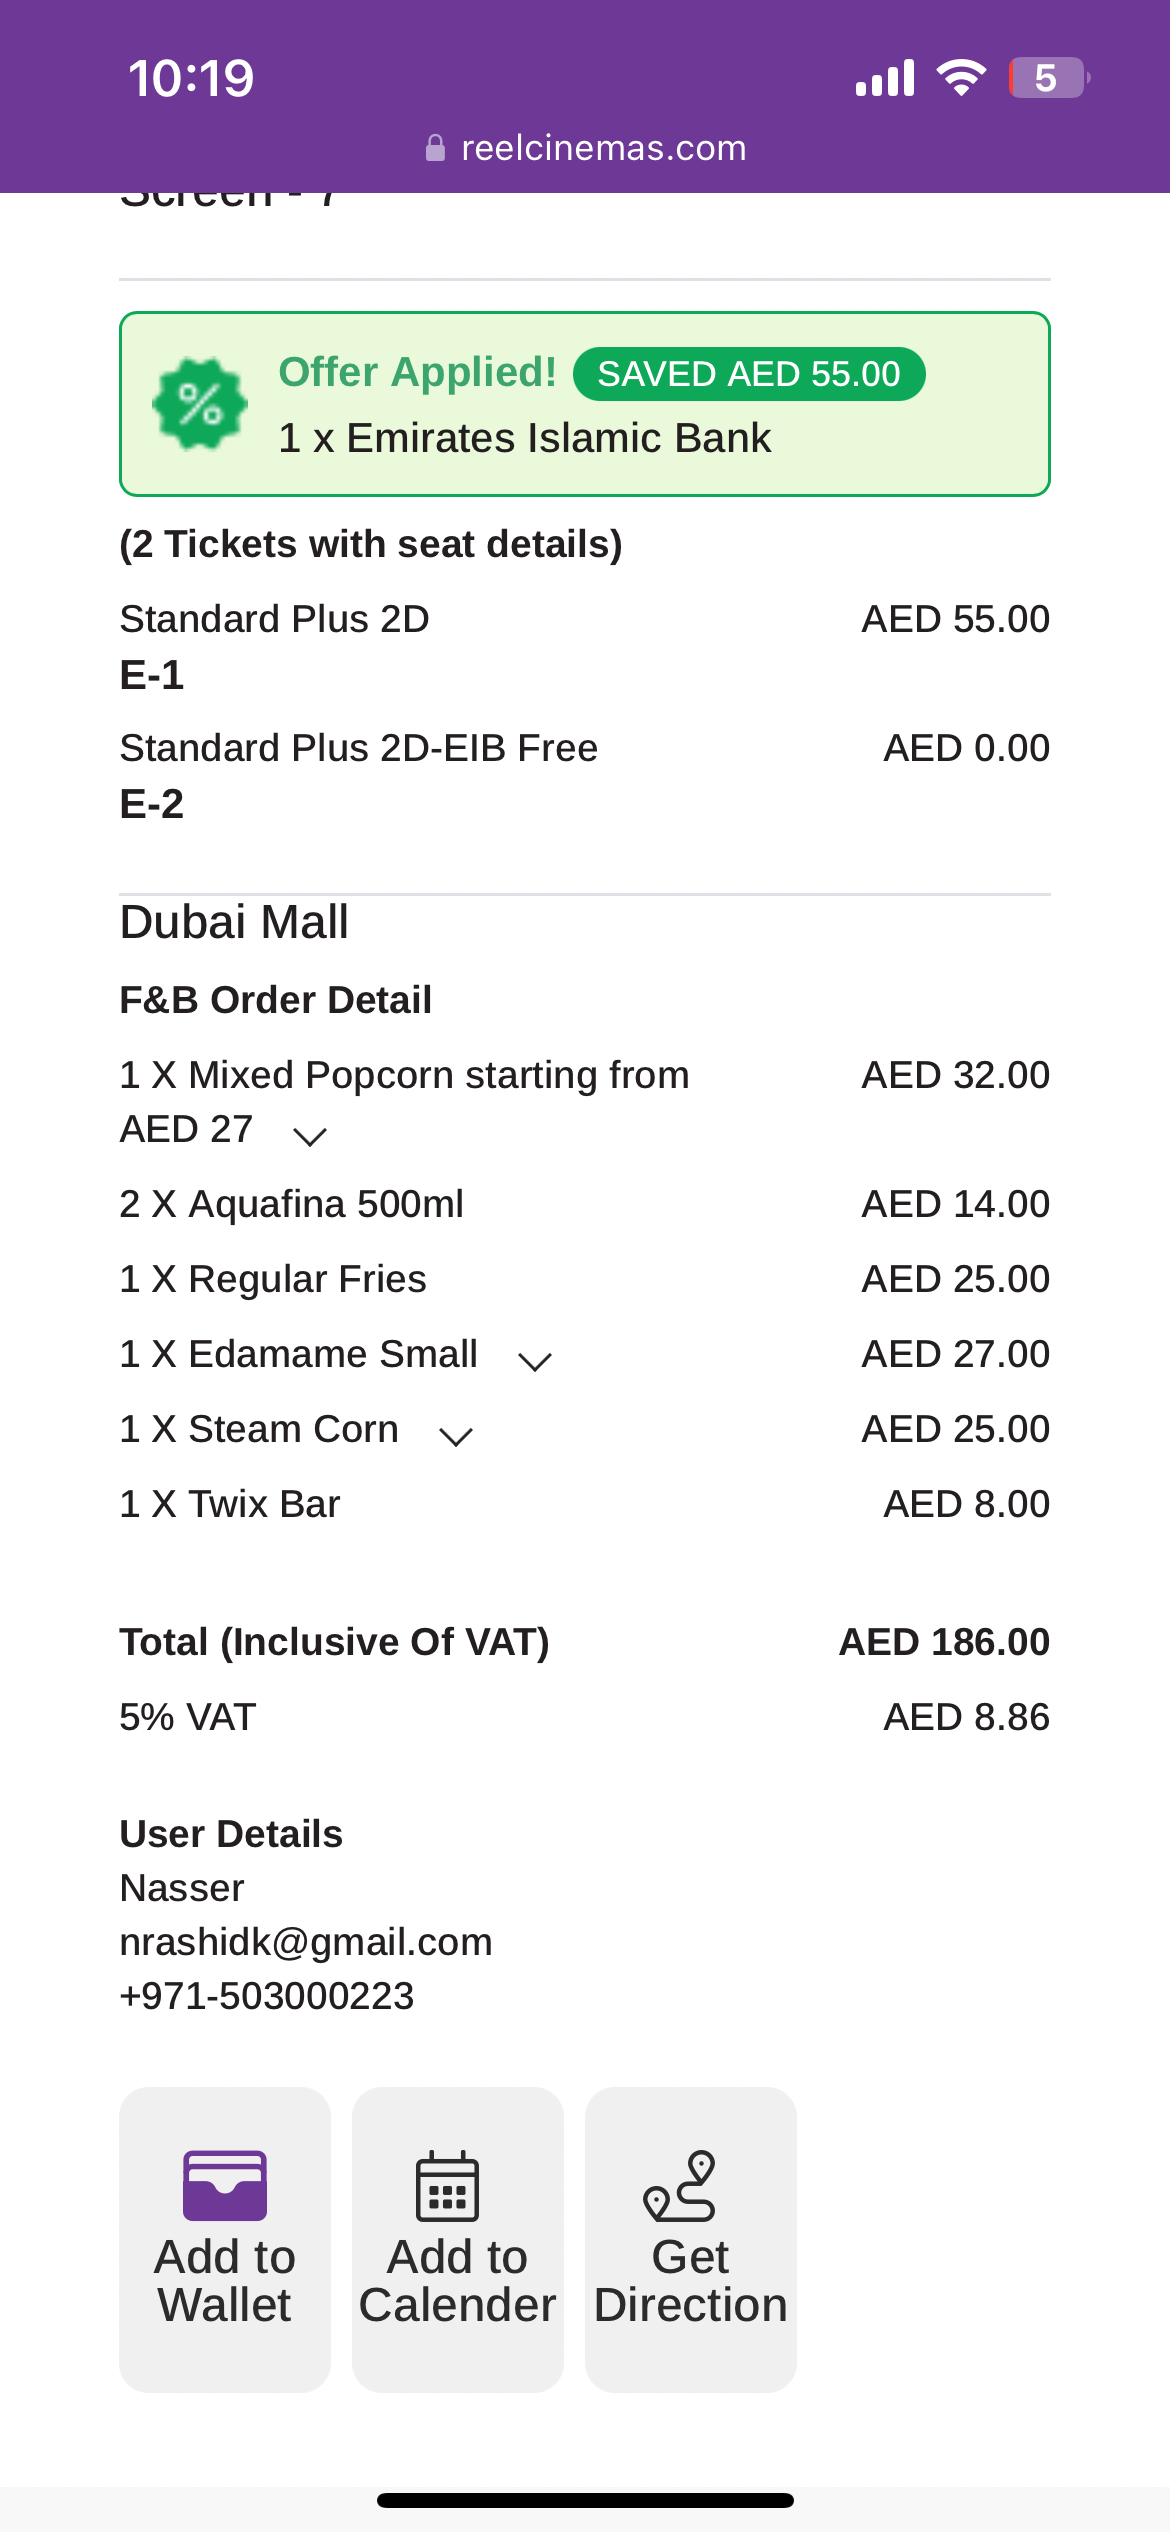 10:19
5
reelcinemas.com
Screen - 7
Offer Applied! SAVED AED 55.00
1 x Emirates Islamic Bank
(2 Tickets with seat details)
Standard Plus 2D AED 55.00
E-1
Standard Plus 2D-EIB Free AED 0.00
E-2
Dubai Mall
F&B Order Detail
1 X Mixed Popcorn starting from AED 32.00
AED 27
2 X Aquafina 500ml AED 14.00
1 X Regular Fries AED 25.00
1 X Edamame Small AED 27.00
1 X Steam Corn AED 25.00
1 X Twix Bar AED 8.00
Total (Inclusive Of VAT) AED 186.00
5% VAT AED 8.86
User Details
Nasser
nrashidk@gmail.com
+971-503000223
Add to Wallet
Add to Calender
Get Direction